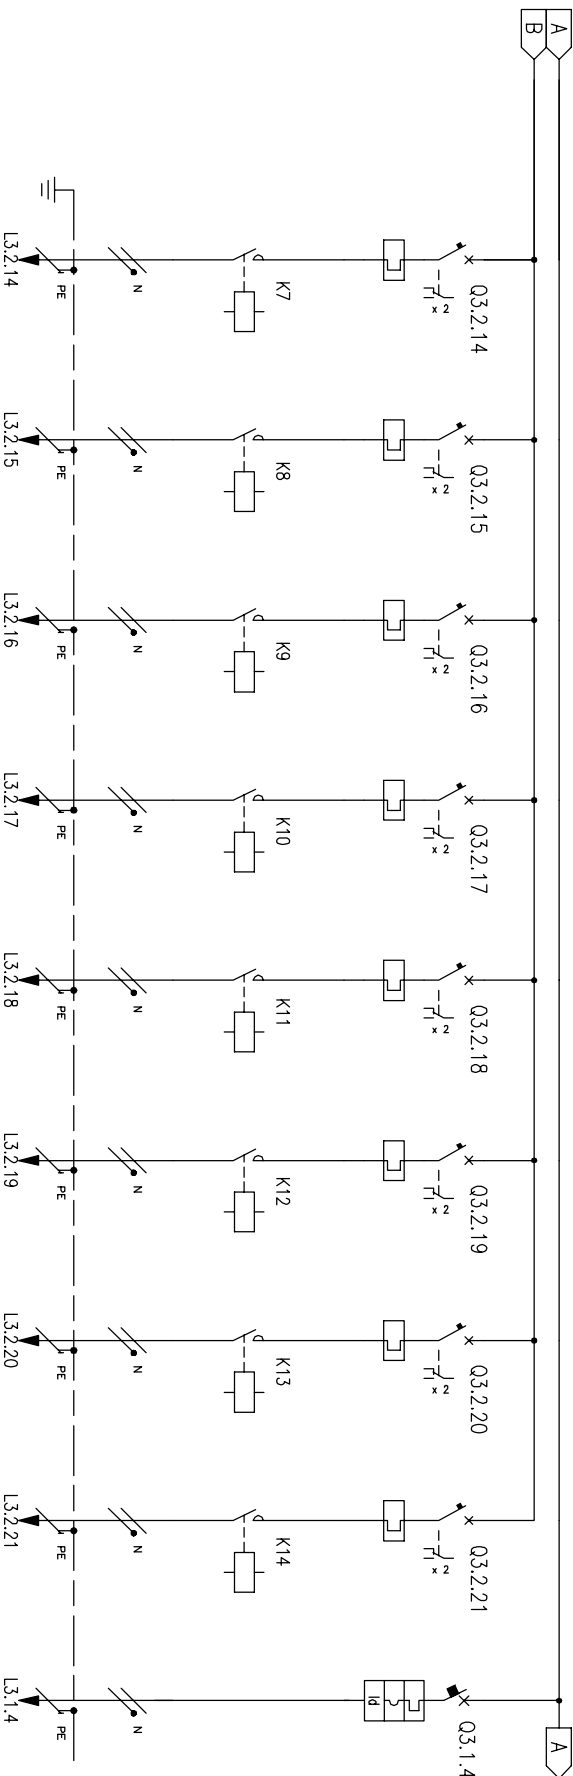 A
B
Q3.2.14
x 2
K7
N
PE
L3.2.14
Q3.2.15
x 2
K8
N
PE
L3.2.15
Q3.2.16
x 2
K9
N
PE
L3.2.16
Q3.2.17
x 2
K10
N
PE
L3.2.17
Q3.2.18
x 2
K11
N
PE
L3.2.18
Q3.2.19
x 2
K12
N
PE
L3.2.19
Q3.2.20
x 2
K13
N
PE
L3.2.20
Q3.2.21
x 2
K14
N
PE
L3.2.21
A
Q3.1.4
Id
N
PE
L3.1.4